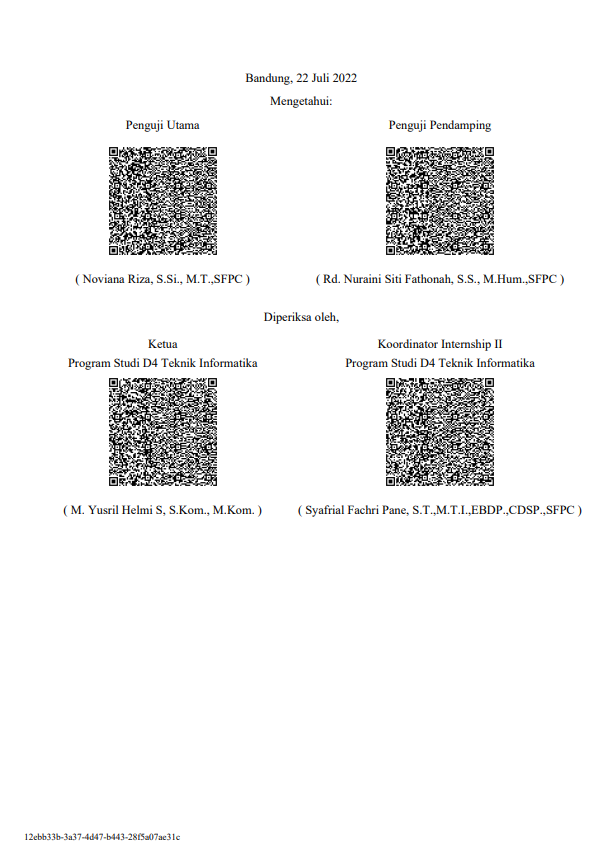 Bandung, 22 Juli 2022
Mengetahui:
Penguji Utama
Penguji Pendamping
( Noviana Riza, S.Si., M.T.,SFPC )
( Rd. Nuraini Siti Fathonah, S.S., M.Hum.,SFPC )
Diperiksa oleh,
Ketua
Program Studi D4 Teknik Informatika
Koordinator Internship II
Program Studi D4 Teknik Informatika
( M. Yusril Helmi S, S.Kom., M.Kom. )
( Syafrial Fachri Pane, S.T.,M.T.I.,EBDP.,CDSP.,SFPC )
12ebb33b-3a37-4d47-b443-28f5a07ae31c